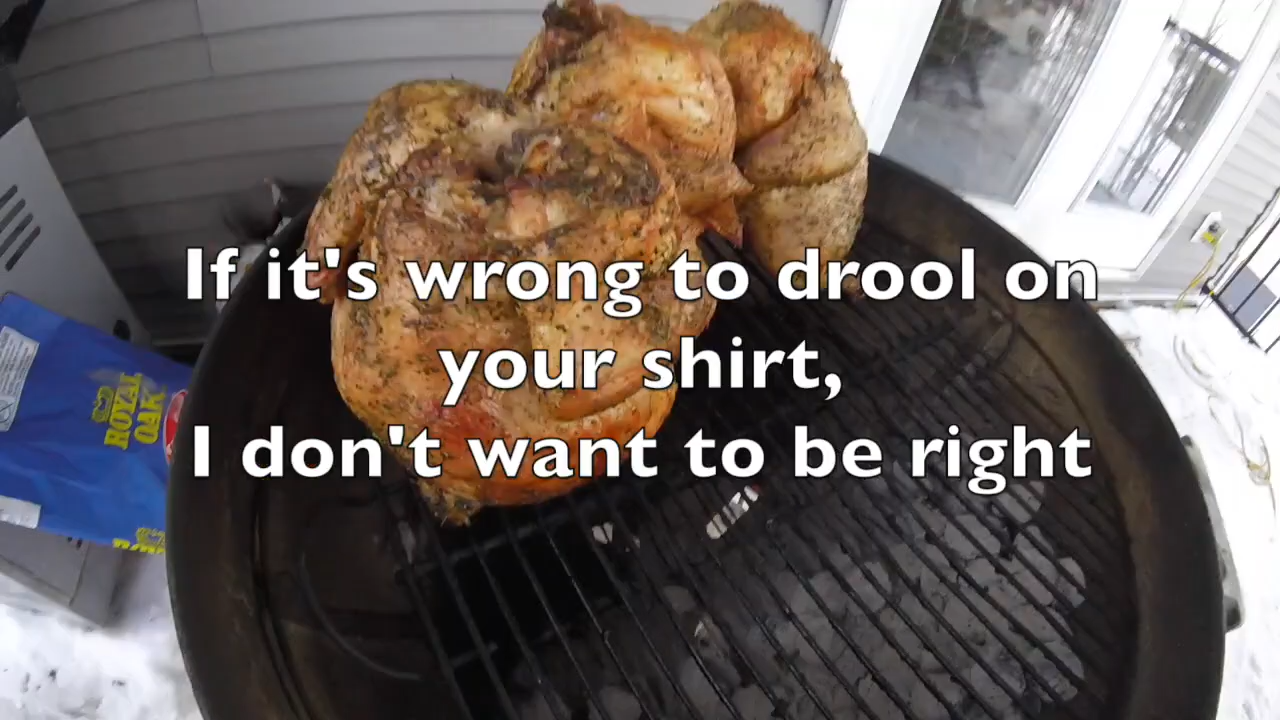 If it's wrong to drool on
your shirt,
I don't want to be right
ROYAL
OAK